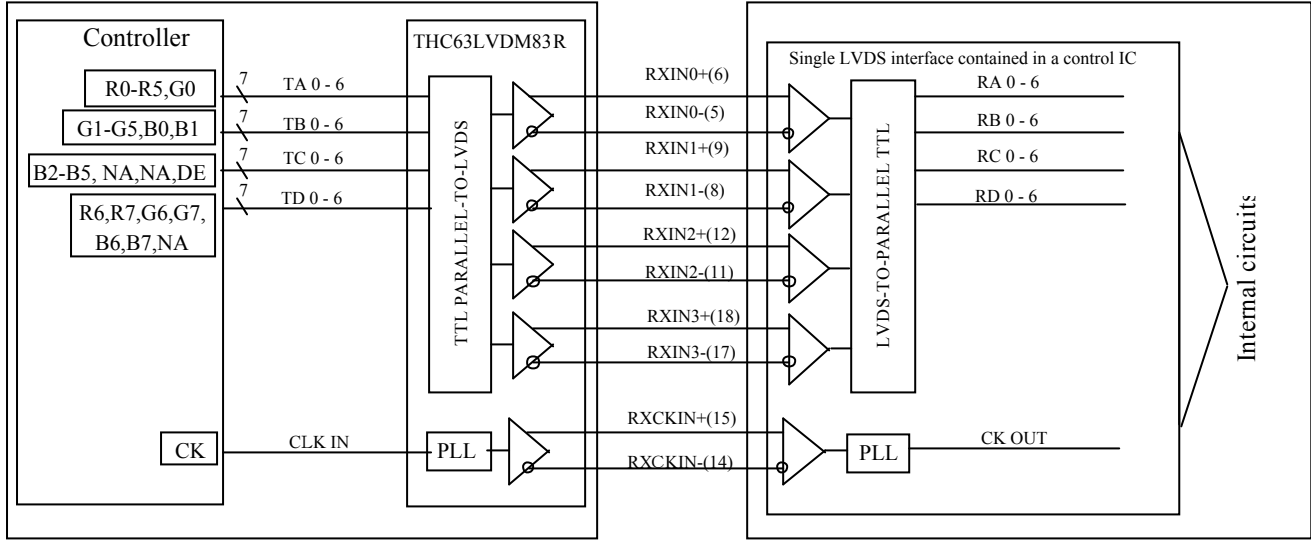 Controller
R0-R5,G0
G1-G5,B0,B1
B2-B5, NA,NA,DE
R6,R7,G6,G7,
B6,B7,NA
CK
7
TA 0 - 6
7
TB 0 - 6
7
TC 0 - 6
7
TD 0 - 6
CLK IN
THC63LVDM83R
TTL PARALLEL-TO-LVDS
PLL
RXIN0+(6)
RXIN0-(5)
RXIN1+(9)
RXIN1-(8)
RXIN2+(12)
RXIN2-(11)
RXIN3+(18)
RXIN3-(17)
RXCKIN+(15)
RXCKIN-(14)
Single LVDS interface contained in a control IC
LVDS-TO-PARALLEL TTL
PLL
RA 0 - 6
RB 0 - 6
RC 0 - 6
RD 0 - 6
CK OUT
Internal circuits